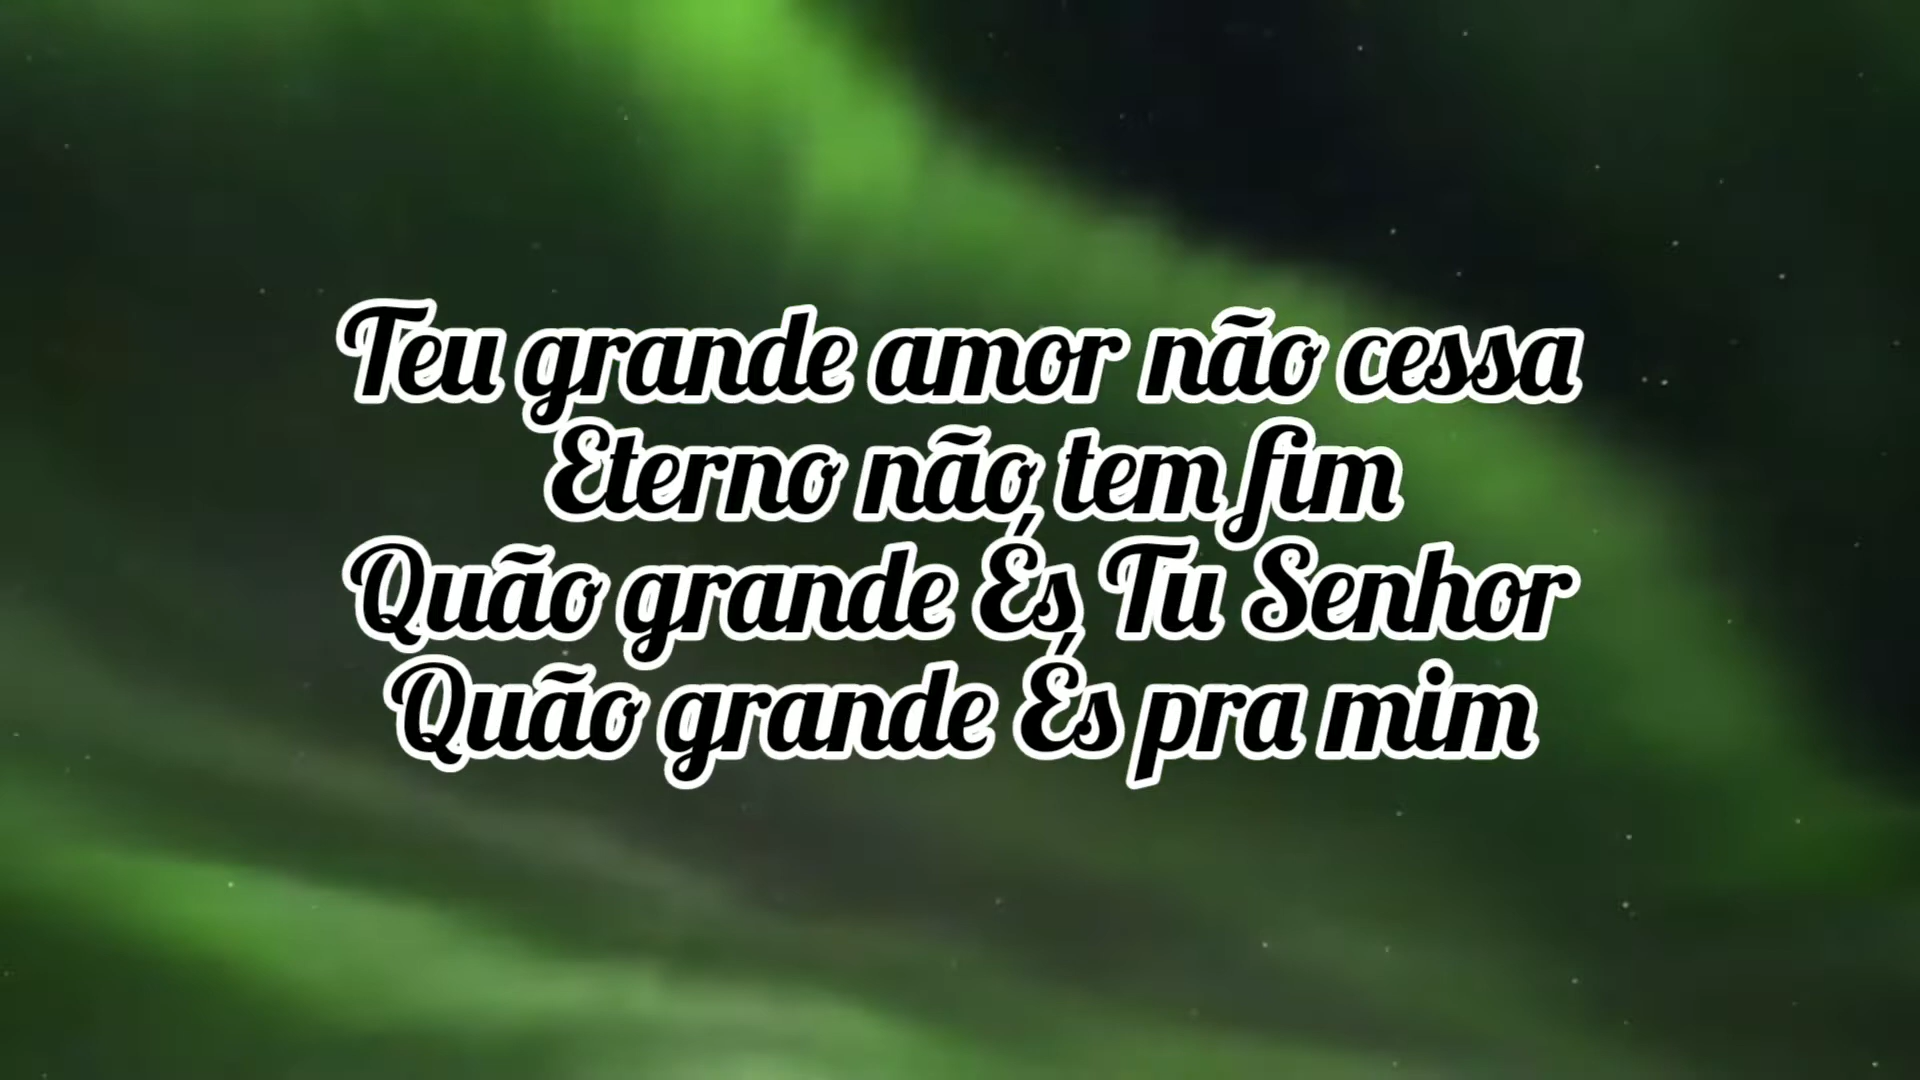 Teu grande amor não cessa
Eterno não tem fim
Quão grande És Tu Senhor
Quão grande És pra mim